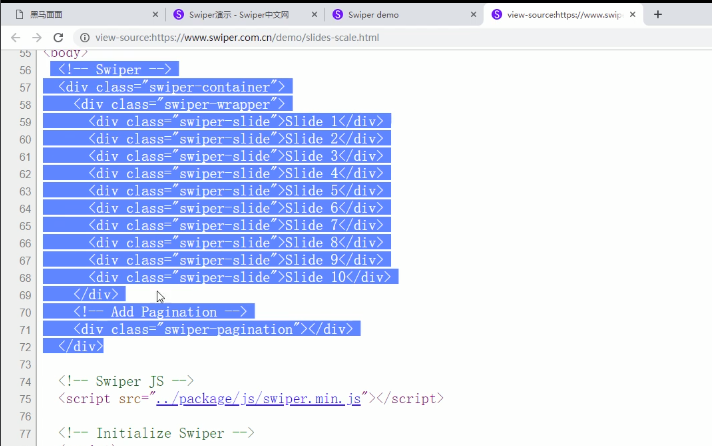 黑马面面
Swiper演示 - Swiper中文网
Swiper demo
view-source:https://www.swip
view-source:https://www.swiper.com.cn/demo/slides-scale.html
55 <body>
56 <!-- Swiper -->
57 <div class="swiper-container">
58 <div class="swiper-wrapper">
59 <div class="swiper-slide">Slide 1</div>
60 <div class="swiper-slide">Slide 2</div>
61 <div class="swiper-slide">Slide 3</div>
62 <div class="swiper-slide">Slide 4</div>
63 <div class="swiper-slide">Slide 5</div>
64 <div class="swiper-slide">Slide 6</div>
65 <div class="swiper-slide">Slide 7</div>
66 <div class="swiper-slide">Slide 8</div>
67 <div class="swiper-slide">Slide 9</div>
68 <div class="swiper-slide">Slide 10</div>
69 </div>
70 <!-- Add Pagination -->
71 <div class="swiper-pagination"></div>
72 </div>
73
74 <!-- Swiper JS -->
75 <script src="../package/js/swiper.min.js"></script>
76
77 <!-- Initialize Swiper -->